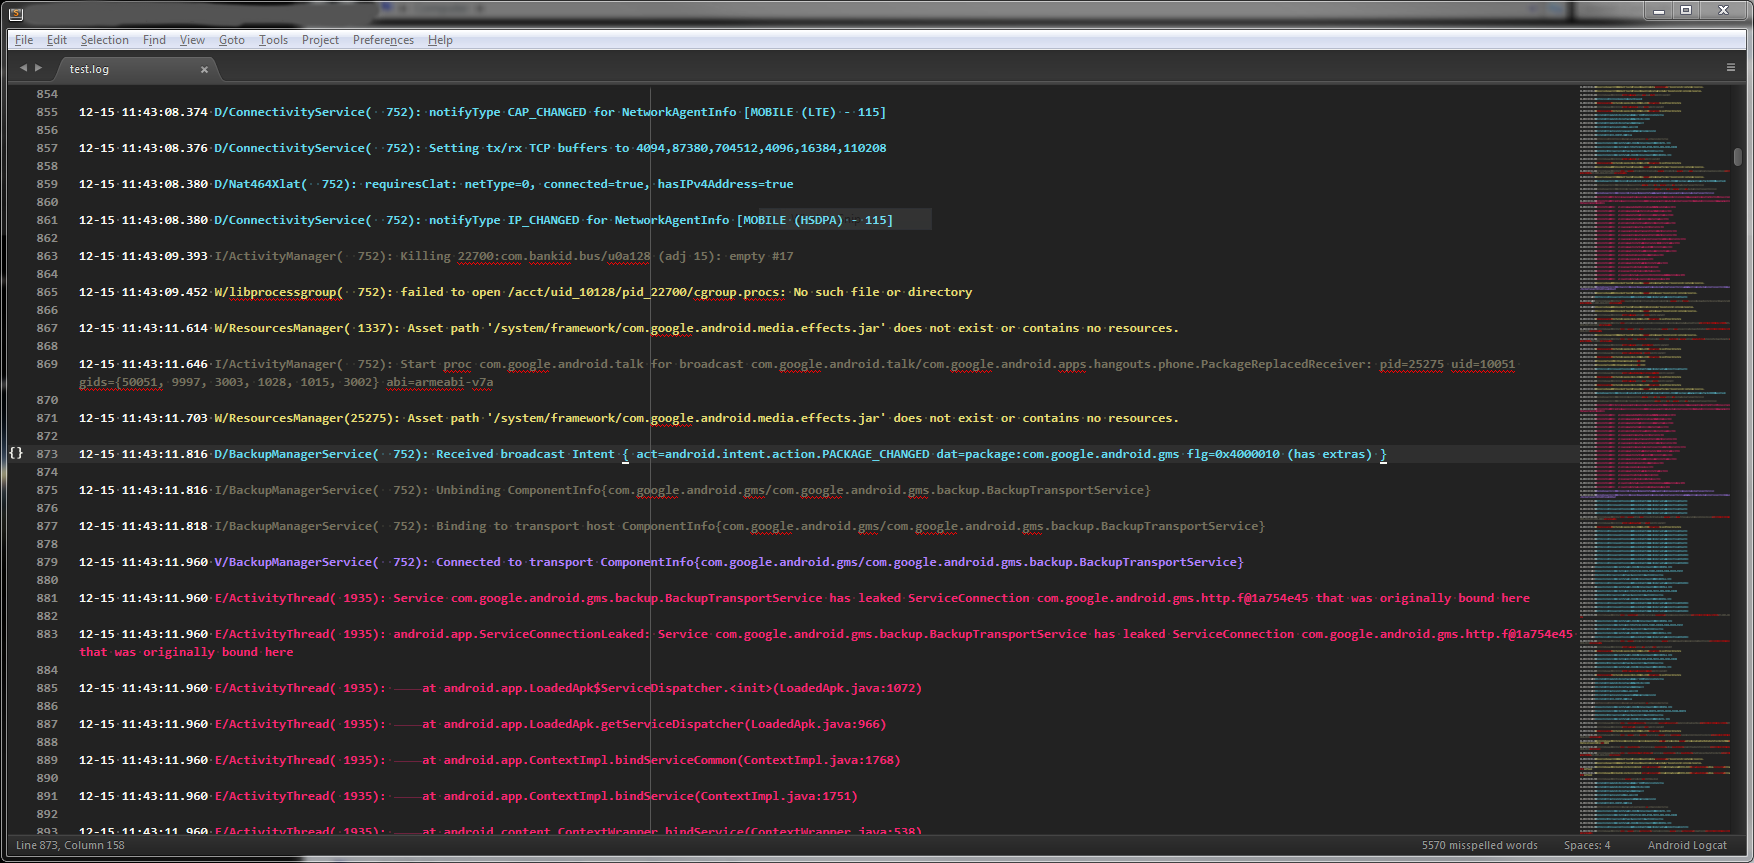 File Edit Selection Find View Goto Tools Project Preferences Help
test.log
854
855 12-15 11:43:08.374 D/ConnectivityService(  752): notifyType CAP_CHANGED for NetworkAgentInfo [MOBILE (LTE) - 115]
856
857 12-15 11:43:08.376 D/ConnectivityService(  752): Setting tx/rx TCP buffers to 4094,87380,704512,4096,16384,110208
858
859 12-15 11:43:08.380 D/Nat464Xlat(  752): requiresClat: netType=0, connected=true, hasIPv4Address=true
860
861 12-15 11:43:08.380 D/ConnectivityService(  752): notifyType IP_CHANGED for NetworkAgentInfo [MOBILE (HSDPA) - 115]
862
863 12-15 11:43:09.393 I/ActivityManager(  752): Killing 22700:com.bankid.bus/u0a128 (adj 15): empty #17
864
865 12-15 11:43:09.452 W/libprocessgroup(  752): failed to open /acct/uid_10128/pid_22700/cgroup.procs: No such file or directory
866
867 12-15 11:43:11.614 W/ResourcesManager( 1337): Asset path '/system/framework/com.google.android.media.effects.jar' does not exist or contains no resources.
868
869 12-15 11:43:11.646 I/ActivityManager(  752): Start proc com.google.android.talk for broadcast com.google.android.talk/com.google.android.apps.hangouts.phone.PackageReplacedReceiver: pid=25275 uid=10051
gids={50051, 9997, 3003, 1028, 1015, 3002} abi=armeabi-v7a
870
871 12-15 11:43:11.703 W/ResourcesManager(25275): Asset path '/system/framework/com.google.android.media.effects.jar' does not exist or contains no resources.
872
{} 873 12-15 11:43:11.816 D/BackupManagerService(  752): Received broadcast Intent { act=android.intent.action.PACKAGE_CHANGED dat=package:com.google.android.gms flg=0x4000010 (has extras) }
874
875 12-15 11:43:11.816 I/BackupManagerService(  752): Unbinding ComponentInfo{com.google.android.gms/com.google.android.gms.backup.BackupTransportService}
876
877 12-15 11:43:11.818 I/BackupManagerService(  752): Binding to transport host ComponentInfo{com.google.android.gms/com.google.android.gms.backup.BackupTransportService}
878
879 12-15 11:43:11.960 V/BackupManagerService(  752): Connected to transport ComponentInfo{com.google.android.gms/com.google.android.gms.backup.BackupTransportService}
880
881 12-15 11:43:11.960 E/ActivityThread( 1935): Service com.google.android.gms.backup.BackupTransportService has leaked ServiceConnection com.google.android.gms.http.f@1a754e45 that was originally bound here
882
883 12-15 11:43:11.960 E/ActivityThread( 1935): android.app.ServiceConnectionLeaked: Service com.google.android.gms.backup.BackupTransportService has leaked ServiceConnection com.google.android.gms.http.f@1a754e45
that was originally bound here
884
885 12-15 11:43:11.960 E/ActivityThread( 1935): at android.app.LoadedApk$ServiceDispatcher.<init>(LoadedApk.java:1072)
886
887 12-15 11:43:11.960 E/ActivityThread( 1935): at android.app.LoadedApk.getServiceDispatcher(LoadedApk.java:966)
888
889 12-15 11:43:11.960 E/ActivityThread( 1935): at android.app.ContextImpl.bindServiceCommon(ContextImpl.java:1768)
890
891 12-15 11:43:11.960 E/ActivityThread( 1935): at android.app.ContextImpl.bindService(ContextImpl.java:1751)
892
893 12-15 11:43:11.960 E/ActivityThread( 1935): at android.content.ContextWrapper.bindService(ContextWrapper.java:538)
Line 873, Column 158 5570 misspelled words Spaces: 4 Android Logcat